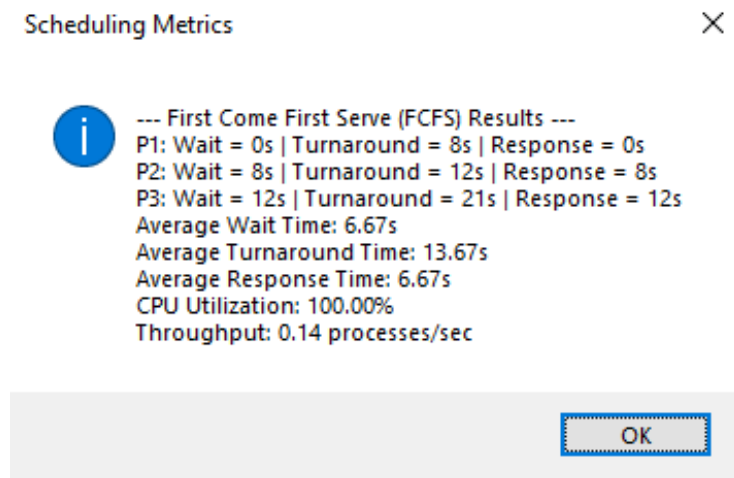 Scheduling Metrics
--- First Come First Serve (FCFS) Results ---
P1: Wait = 0s | Turnaround = 8s | Response = 0s
P2: Wait = 8s | Turnaround = 12s | Response = 8s
P3: Wait = 12s | Turnaround = 21s | Response = 12s
Average Wait Time: 6.67s
Average Turnaround Time: 13.67s
Average Response Time: 6.67s
CPU Utilization: 100.00%
Throughput: 0.14 processes/sec
OK